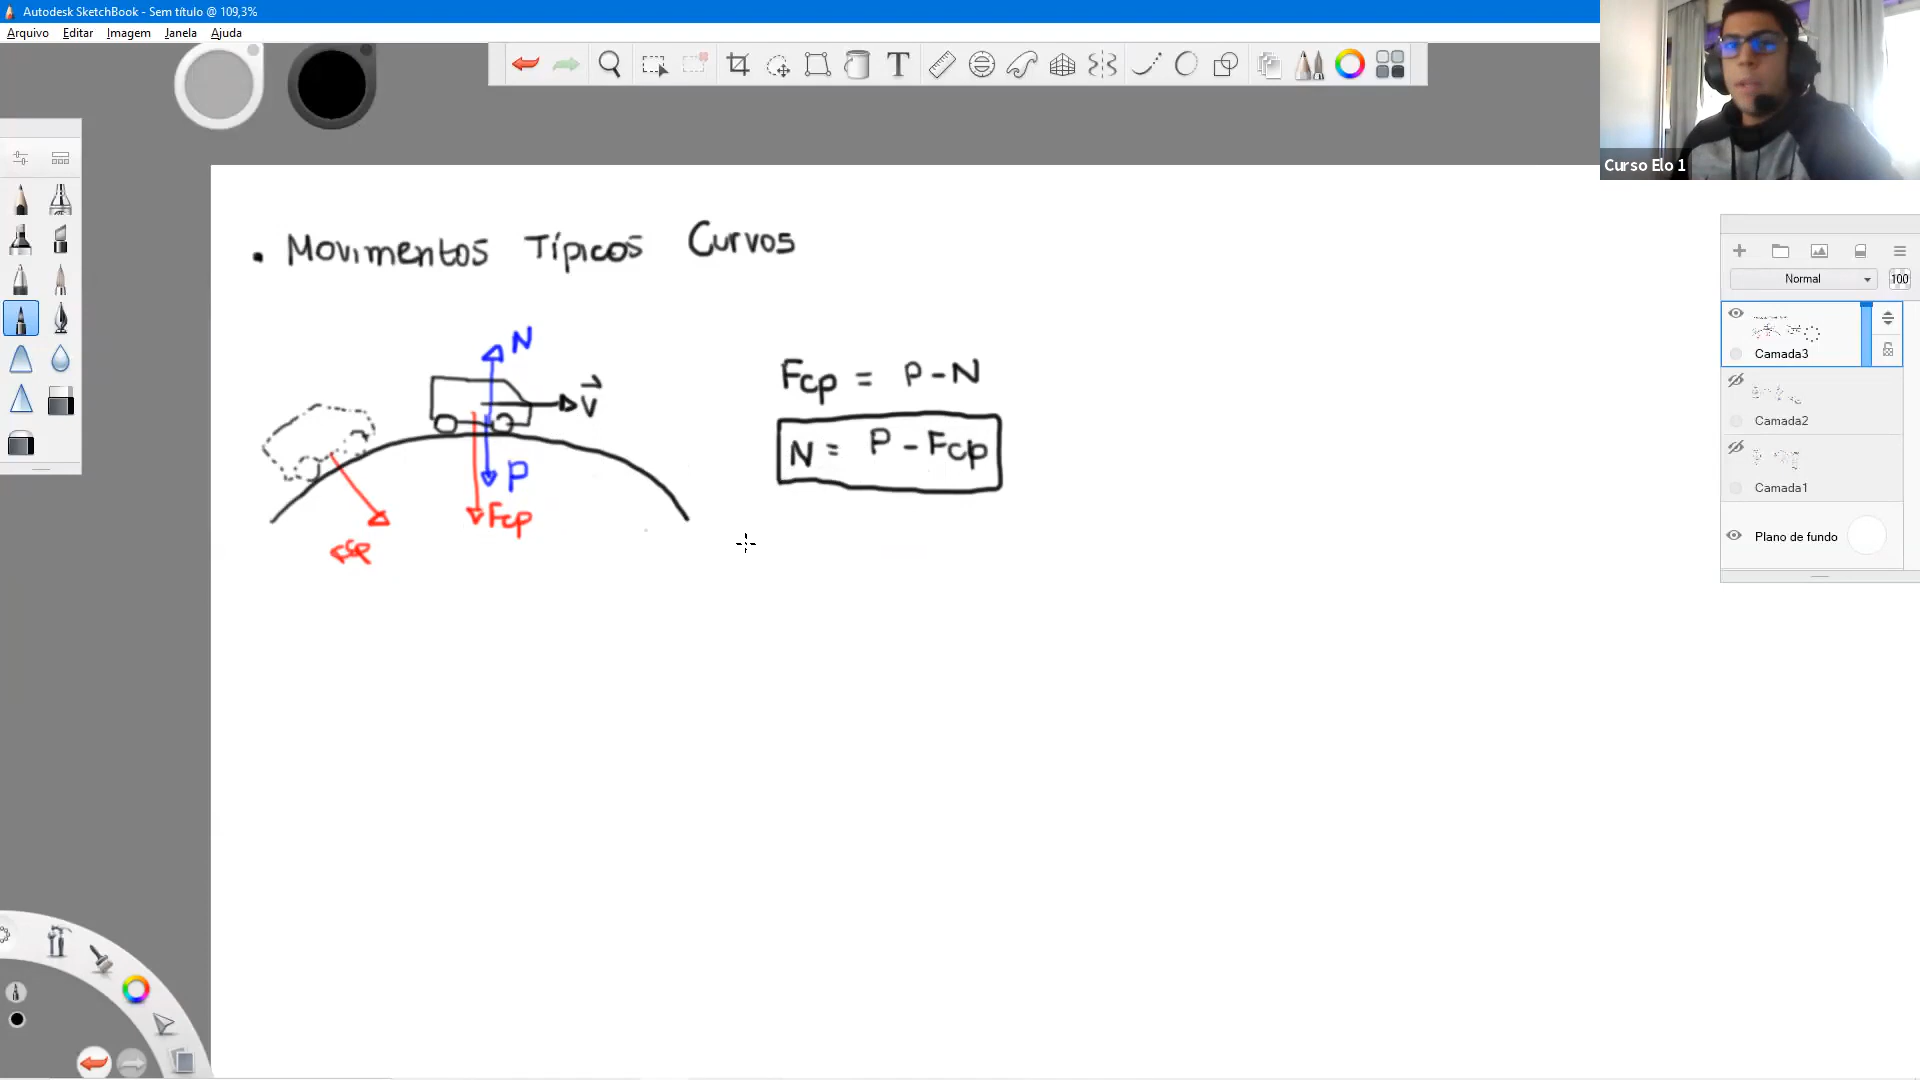 Autodesk SketchBook - Sem título @ 109,3%
Arquivo Editar Imagem Janela Ajuda
T
Curso Elo 1
• Movimentos Típicos Curvos
Normal 100
Camada3
Camada2
Camada1
Plano de fundo
N
V
P
Fcp
Fcp = P - N
N = P - Fcp